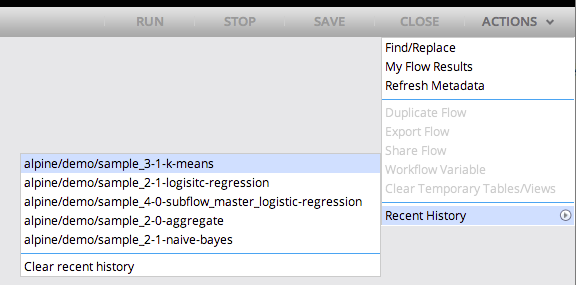 RUN STOP SAVE CLOSE ACTIONS
Find/Replace
My Flow Results
Refresh Metadata
Duplicate Flow
Export Flow
Share Flow
Workflow Variable
Clear Temporary Tables/Views
Recent History
alpine/demo/sample_3-1-k-means
alpine/demo/sample_2-1-logisitc-regression
alpine/demo/sample_4-0-subflow_master_logistic-regression
alpine/demo/sample_2-0-aggregate
alpine/demo/sample_2-1-naive-bayes
Clear recent history